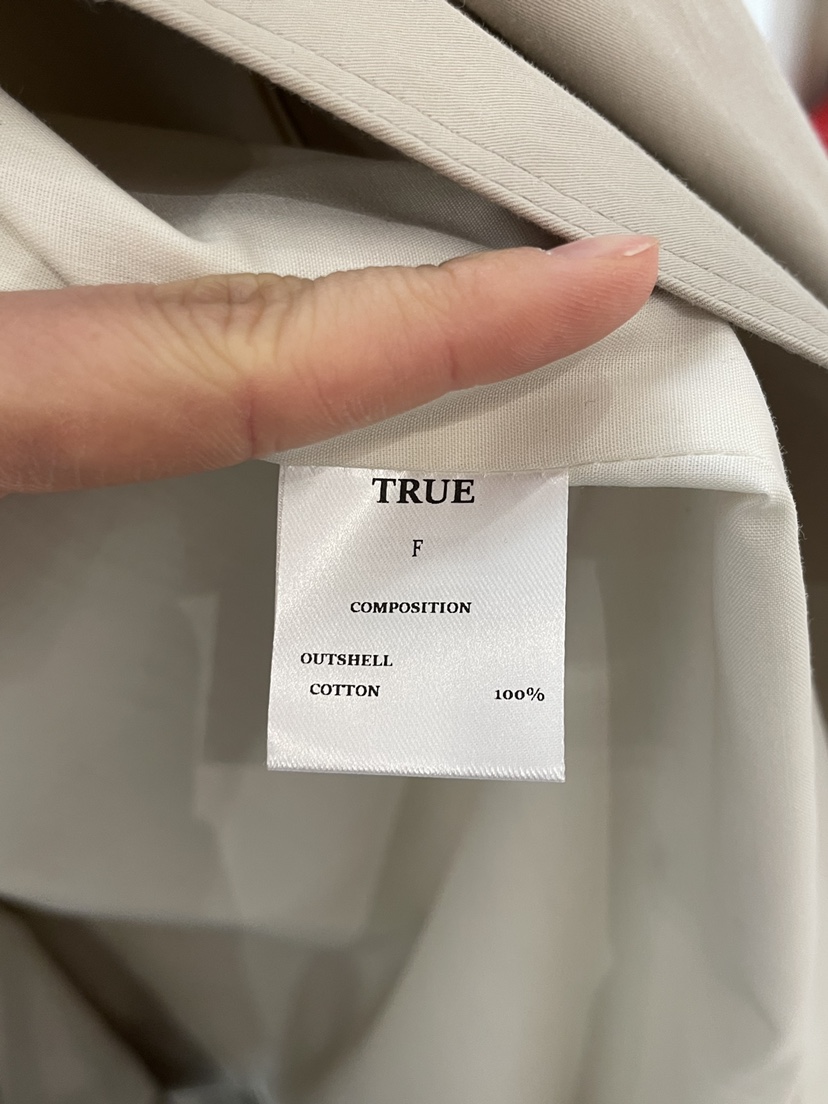 TRUE
F
COMPOSITION
OUTSHELL
COTTON 100%